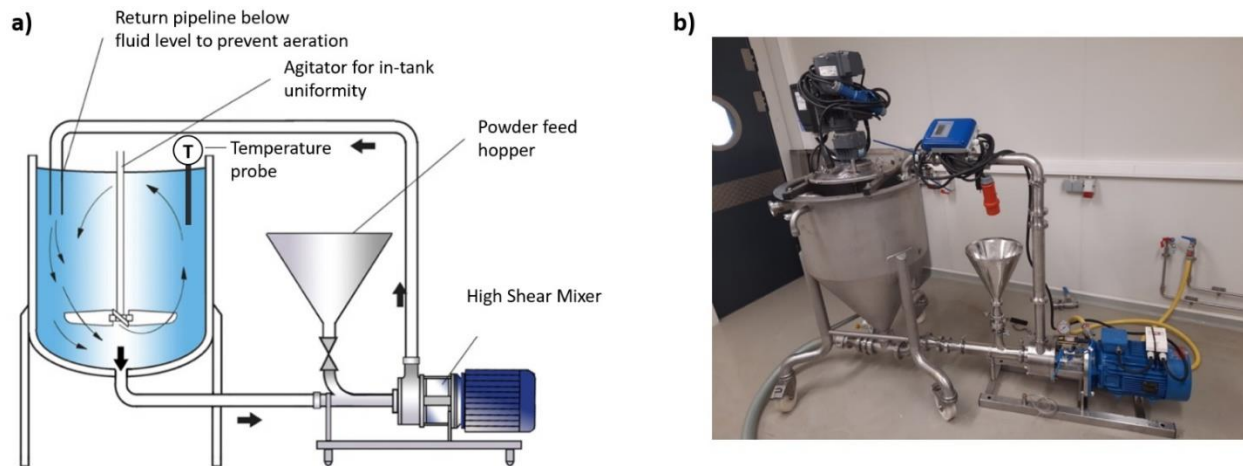 a)
Return pipeline below
fluid level to prevent aeration
Agitator for in-tank
uniformity
T
Temperature
probe
Powder feed
hopper
High Shear Mixer
b)